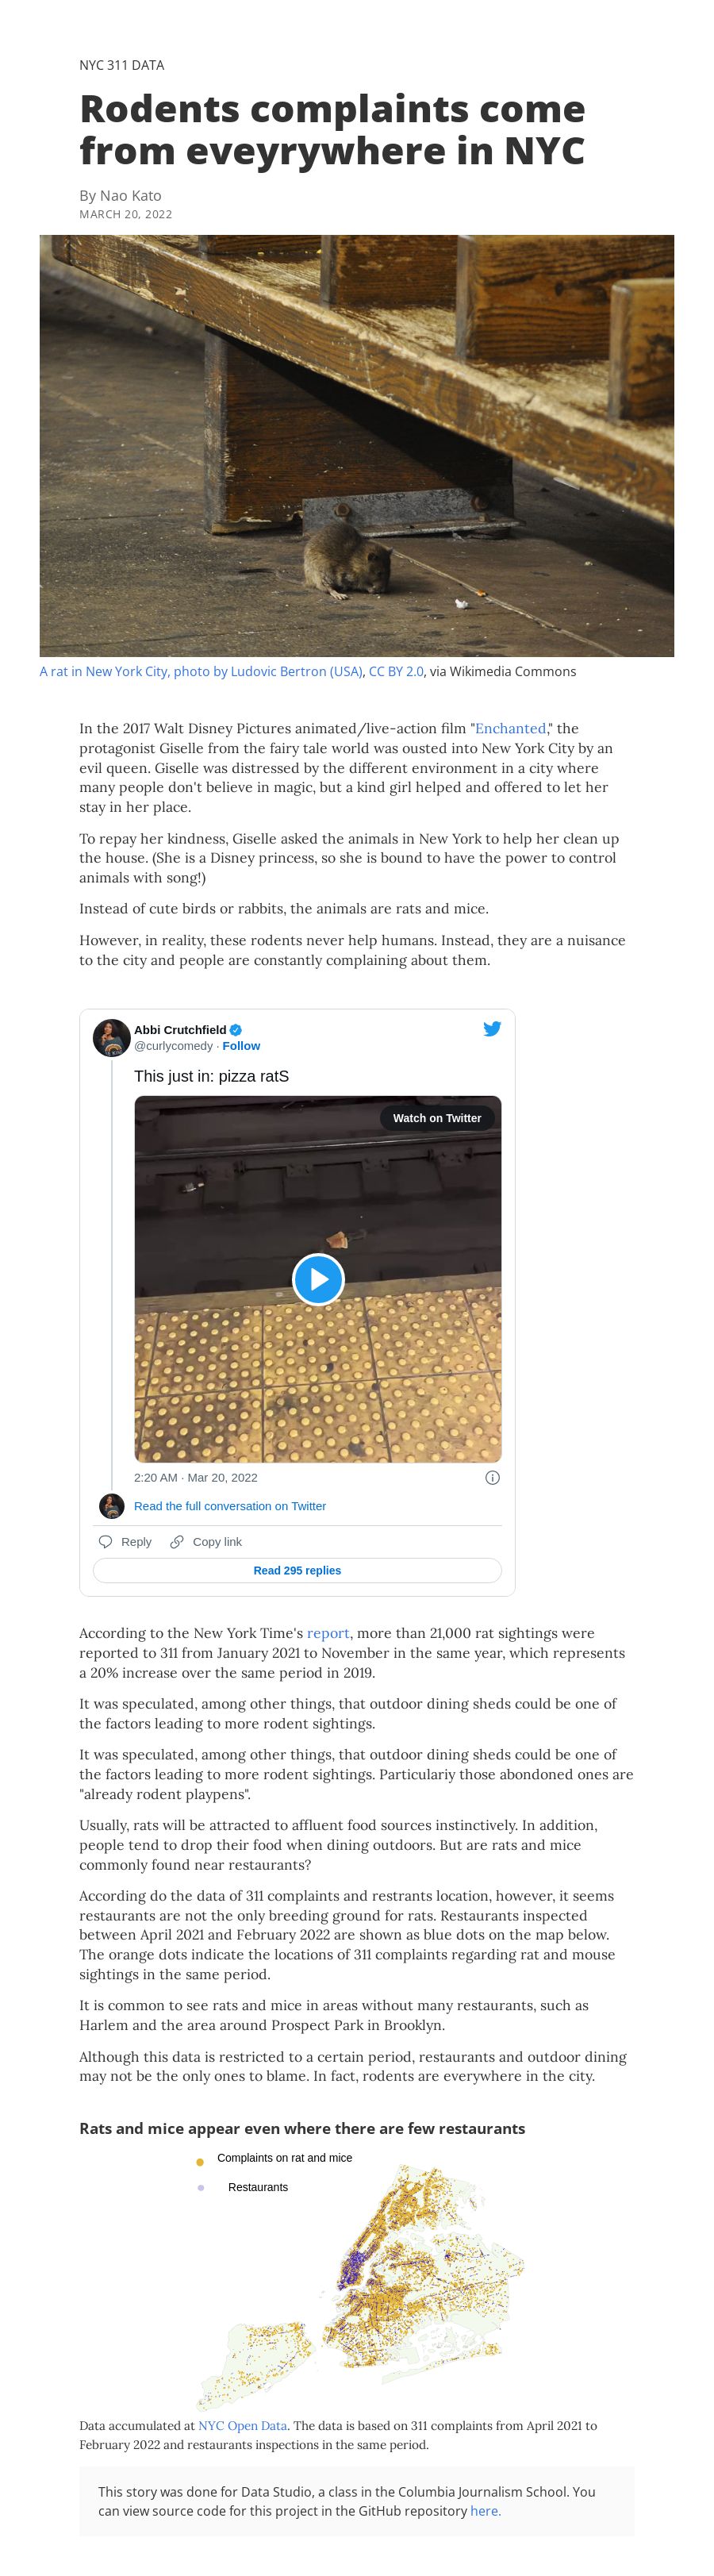 NYC 311 DATA
Rodents complaints come
from eveyrywhere in NYC
By Nao Kato
MARCH 20, 2022
A rat in New York City, photo by Ludovic Bertron (USA), CC BY 2.0, via Wikimedia Commons
In the 2017 Walt Disney Pictures animated/live-action film "Enchanted," the
protagonist Giselle from the fairy tale world was ousted into New York City by an
evil queen. Giselle was distressed by the different environment in a city where
many people don't believe in magic, but a kind girl helped and offered to let her
stay in her place.
To repay her kindness, Giselle asked the animals in New York to help her clean up
the house. (She is a Disney princess, so she is bound to have the power to control
animals with song!)
Instead of cute birds or rabbits, the animals are rats and mice.
However, in reality, these rodents never help humans. Instead, they are a nuisance
to the city and people are constantly complaining about them.
Abbi Crutchfield
@curlycomedy · Follow
This just in: pizza ratS
Watch on Twitter
2:20 AM · Mar 20, 2022
Read the full conversation on Twitter
Reply Copy link
Read 295 replies
According to the New York Time's report, more than 21,000 rat sightings were
reported to 311 from January 2021 to November in the same year, which represents
a 20% increase over the same period in 2019.
It was speculated, among other things, that outdoor dining sheds could be one of
the factors leading to more rodent sightings.
It was speculated, among other things, that outdoor dining sheds could be one of
the factors leading to more rodent sightings. Particulariy those abondoned ones are
"already rodent playpens".
Usually, rats will be attracted to affluent food sources instinctively. In addition,
people tend to drop their food when dining outdoors. But are rats and mice
commonly found near restaurants?
According do the data of 311 complaints and restrants location, however, it seems
restaurants are not the only breeding ground for rats. Restaurants inspected
between April 2021 and February 2022 are shown as blue dots on the map below.
The orange dots indicate the locations of 311 complaints regarding rat and mouse
sightings in the same period.
It is common to see rats and mice in areas without many restaurants, such as
Harlem and the area around Prospect Park in Brooklyn.
Although this data is restricted to a certain period, restaurants and outdoor dining
may not be the only ones to blame. In fact, rodents are everywhere in the city.
Rats and mice appear even where there are few restaurants
Complaints on rat and mice
Restaurants
Data accumulated at NYC Open Data. The data is based on 311 complaints from April 2021 to
February 2022 and restaurants inspections in the same period.
This story was done for Data Studio, a class in the Columbia Journalism School. You
can view source code for this project in the GitHub repository here.